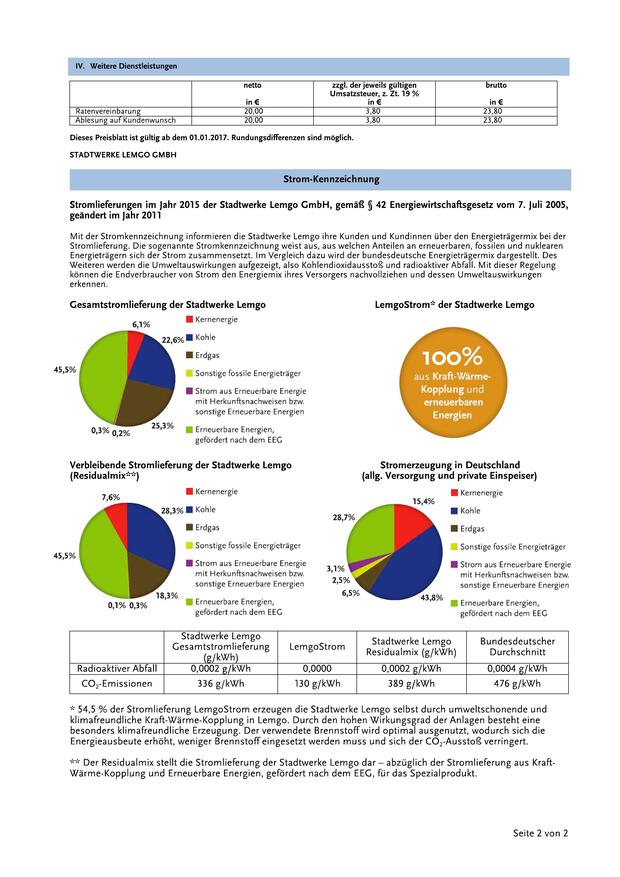 IV. Weitere Dienstleistungen
netto
zzgl. der jeweils gültigen
Umsatzsteuer, z. Zt. 19 %
brutto
in € in € in €
Ratenvereinbarung 20,00 3,80 23,80
Ablesung auf Kundenwunsch 20,00 3,80 23,80
Dieses Preisblatt ist gültig ab dem 01.01.2017. Rundungsdifferenzen sind möglich.
STADTWERKE LEMGO GMBH
Strom-Kennzeichnung
Stromlieferungen im Jahr 2015 der Stadtwerke Lemgo GmbH, gemäß § 42 Energiewirtschaftsgesetz vom 7. Juli 2005,
geändert im Jahr 2011
Mit der Stromkennzeichnung informieren die Stadtwerke Lemgo ihre Kunden und Kundinnen über den Energieträgermix bei der
Stromlieferung. Die sogenannte Stromkennzeichnung weist aus, aus welchen Anteilen an erneuerbaren, fossilen und nuklearen
Energieträgern sich der Strom zusammensetzt. Im Vergleich dazu wird der bundesdeutsche Energieträgermix dargestellt. Des
Weiteren werden die Umweltauswirkungen aufgezeigt, also Kohlendioxidausstoß und radioaktiver Abfall. Mit dieser Regelung
können die Endverbraucher von Strom den Energiemix ihres Versorgers nachvollziehen und dessen Umweltauswirkungen
erkennen.
Gesamtstromlieferung der Stadtwerke Lemgo
6,1%
22,6%
25,3%
0,2%
0,3%
45,5%
Kernenergie
Kohle
Erdgas
Sonstige fossile Energieträger
Strom aus Erneuerbare Energie
mit Herkunftsnachweisen bzw.
sonstige Erneuerbare Energien
Erneuerbare Energien,
gefördert nach dem EEG
LemgoStrom* der Stadtwerke Lemgo
100%
aus Kraft-Wärme-
Kopplung und
erneuerbaren
Energien
Verbleibende Stromlieferung der Stadtwerke Lemgo
(Residualmix**)
7,6%
28,3%
18,3%
0,3%
0,1%
45,5%
Kernenergie
Kohle
Erdgas
Sonstige fossile Energieträger
Strom aus Erneuerbare Energie
mit Herkunftsnachweisen bzw.
sonstige Erneuerbare Energien
Erneuerbare Energien,
gefördert nach dem EEG
Stromerzeugung in Deutschland
(allg. Versorgung und private Einspeiser)
15,4%
43,8%
6,5%
2,5%
3,1%
28,7%
Kernenergie
Kohle
Erdgas
Sonstige fossile Energieträger
Strom aus Erneuerbare Energie
mit Herkunftsnachweisen bzw.
sonstige Erneuerbare Energien
Erneuerbare Energien,
gefördert nach dem EEG
Stadtwerke Lemgo
Gesamtstromlieferung
(g/kWh)
LemgoStrom
Stadtwerke Lemgo
Residualmix (g/kWh)
Bundesdeutscher
Durchschnitt
Radioaktiver Abfall 0,0002 g/kWh 0,0000 0,0002 g/kWh 0,0004 g/kWh
CO₂-Emissionen 336 g/kWh 130 g/kWh 389 g/kWh 476 g/kWh
* 54,5 % der Stromlieferung LemgoStrom erzeugen die Stadtwerke Lemgo selbst durch umweltschonende und
klimafreundliche Kraft-Wärme-Kopplung in Lemgo. Durch den hohen Wirkungsgrad der Anlagen besteht eine
besonders klimafreundliche Erzeugung. Der verwendete Brennstoff wird optimal ausgenutzt, wodurch sich die
Energieausbeute erhöht, weniger Brennstoff eingesetzt werden muss und sich der CO₂-Ausstoß verringert.
** Der Residualmix stellt die Stromlieferung der Stadtwerke Lemgo dar – abzüglich der Stromlieferung aus Kraft-
Wärme-Kopplung und Erneuerbare Energien, gefördert nach dem EEG, für das Spezialprodukt.
Seite 2 von 2